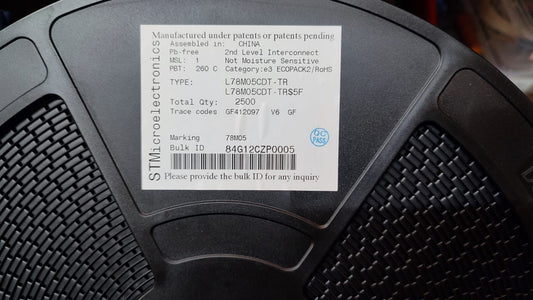 Manufactured under patents or patents pending
STMicroelectronics
Assembled in: CHINA
Pb-free 2nd Level Interconnect
MSL: 1 Not Moisture Sensitive
PBT: 260 C Category:e3 ECOPACK2/RoHS
TYPE: L78M05CDT-TR
L78M05CDT-TR$5F
Total Qty: 2500
Trace codes GF412097 V6 GF
Marking 78M05
Bulk ID 84G12CZP0005
QC
PASS
Please provide the bulk ID for any inquiry